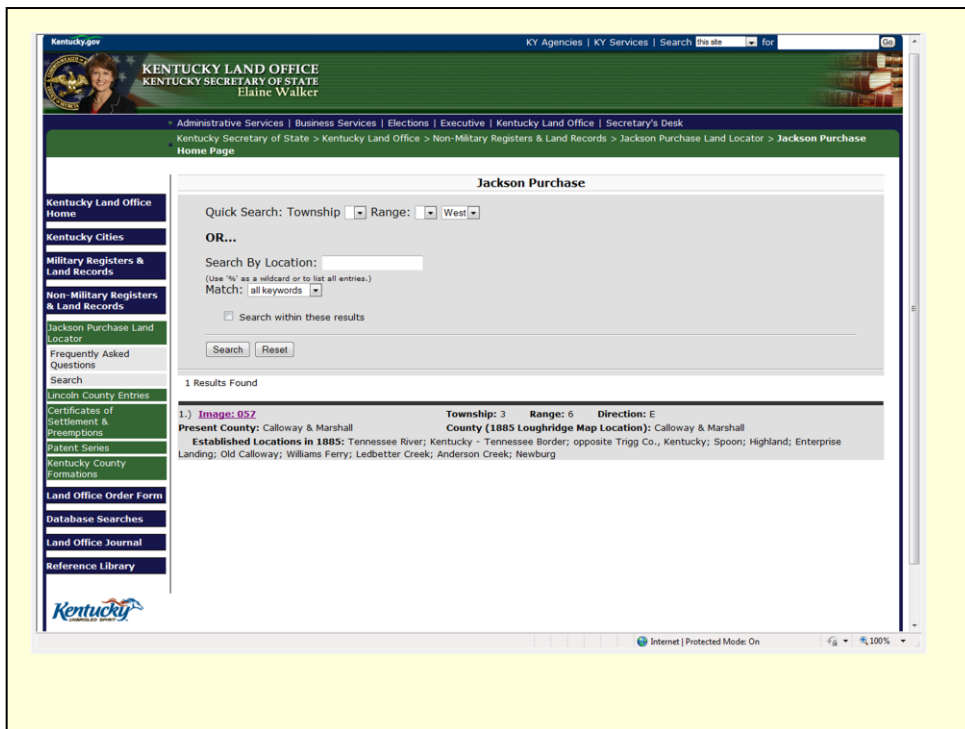 Kentucky.gov
KY Agencies | KY Services | Search this site for Go
KENTUCKY LAND OFFICE
KENTUCKY SECRETARY OF STATE
Elaine Walker
Administrative Services | Business Services | Elections | Executive | Kentucky Land Office | Secretary's Desk
Kentucky Secretary of State > Kentucky Land Office > Non-Military Registers & Land Records > Jackson Purchase Land Locator > Jackson Purchase
Home Page
Kentucky Land Office
Home
Kentucky Cities
Military Registers &
Land Records
Non-Military Registers
& Land Records
Jackson Purchase Land
Locator
Frequently Asked
Questions
Search
Lincoln County Entries
Certificates of
Settlement &
Preemptions
Patent Series
Kentucky County
Formations
Land Office Order Form
Database Searches
Land Office Journal
Reference Library
Kentucky
UNBRIDLED SPIRIT
Jackson Purchase
Quick Search: Township Range: West
OR...
Search By Location:
(Use '%' as a wildcard or to list all entries.)
Match: all keywords
Search within these results
Search Reset
1 Results Found
1.) Image: 057 Township: 3 Range: 6 Direction: E
Present County: Calloway & Marshall County (1885 Loughridge Map Location): Calloway & Marshall
Established Locations in 1885: Tennessee River; Kentucky - Tennessee Border; opposite Trigg Co., Kentucky; Spoon; Highland; Enterprise
Landing; Old Calloway; Williams Ferry; Ledbetter Creek; Anderson Creek; Newburg
Internet | Protected Mode: On 100%